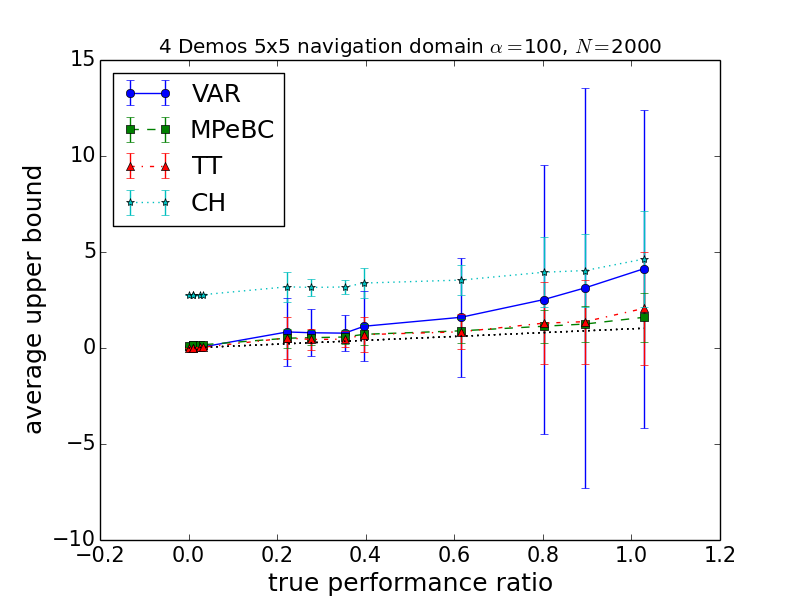 4 Demos 5x5 navigation domain α=100, N=2000
15
10
5
0
−5
−10
average upper bound
VAR
MPeBC
TT
CH
−0.2 0.0 0.2 0.4 0.6 0.8 1.0 1.2
true performance ratio